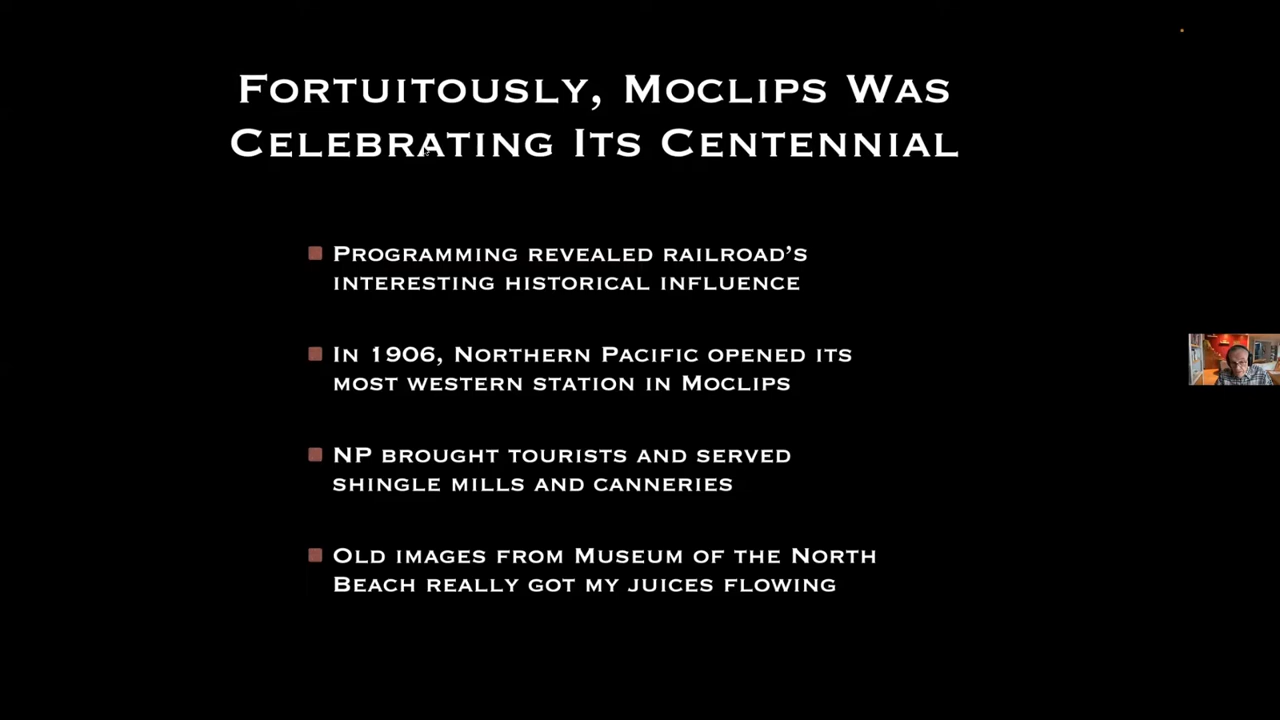 Fortuitously, Moclips Was
Celebrating Its Centennial
Programming revealed railroad's
interesting historical influence
In 1906, Northern Pacific opened its
most western station in Moclips
NP brought tourists and served
shingle mills and canneries
Old images from Museum of the North
Beach really got my juices flowing